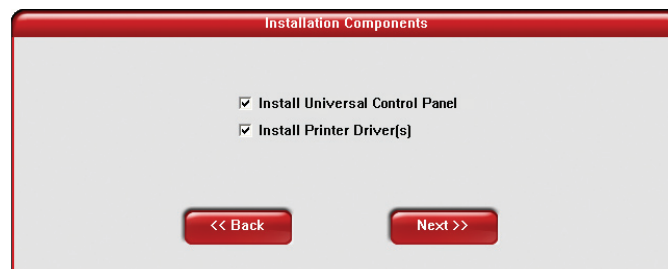 Installation Components
Install Universal Control Panel
Install Printer Driver(s)
<< Back
Next >>